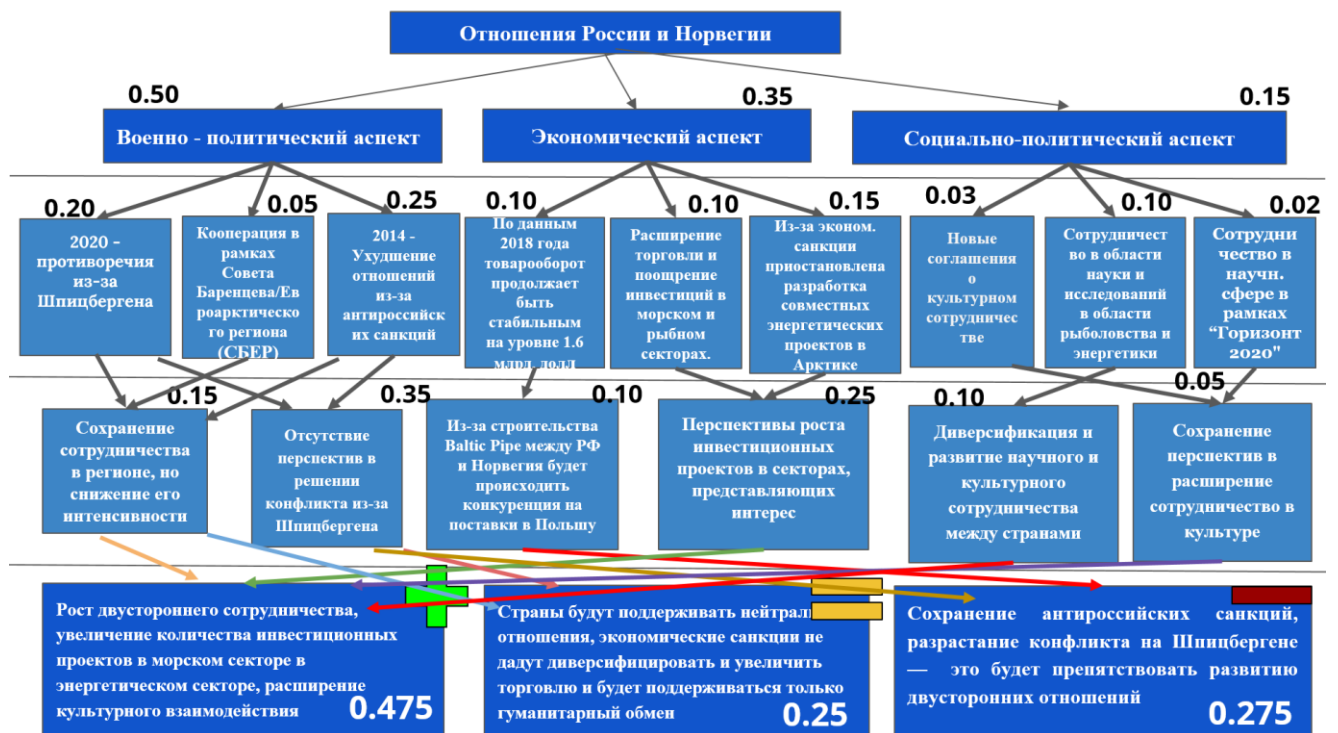 Отношения России и Норвегии
0.50
0.35
0.15
Военно - политический аспект
Экономический аспект
Социально-политический аспект
0.20
0.05
0.25
0.10
0.10
0.15
0.03
0.10
0.02
2020 -
противоречия
из-за
Шпицбергена
Кооперация в
рамках
Совета
Баренцева/Ев
роарктическо
го региона
(СБЕР)
2014 -
Ухудшение
отношений
из-за
антироссийск
их санкций
По данным
2018 года
товарооборот
продолжает
быть
стабильным
на уровне 1.6
млрд. долл
Расширение
торговли и
поощрение
инвестиций в
морском и
рыбном
секторах.
Из-за эконом.
санкции
приостановлена
разработка
совместных
энергетических
проектов в
Арктике
Новые
соглашения
о
культурном
сотрудничес
тве
Сотрудничест
во в области
науки и
исследований
в области
рыболовства и
энергетики
Сотрудни
чество в
научн.
сфере в
рамках
“Горизонт
2020"
0.15
0.35
0.10
0.25
0.10
0.05
Сохранение
сотрудничества
в регионе, но
снижение его
интенсивности
Отсутствие
перспектив в
решении
конфликта из-за
Шпицбергена
Из-за строительства
Baltic Pipe между РФ
и Норвегия будет
происходить
конкуренция на
поставки в Польшу
Перспективы роста
инвестиционных
проектов в секторах,
представляющих
интерес
Диверсификация и
развитие научного и
культурного
сотрудничества
между странами
Сохранение
перспектив в
расширение
сотрудничество в
культуре
Рост двустороннего сотрудничества,
увеличение количества инвестиционных
проектов в морском секторе в
энергетическом секторе, расширение
культурного взаимодействия
0.475
Страны будут поддерживать нейтрал
отношения, экономические санкции не
дадут диверсифицировать и увеличить
торговлю и будет поддерживаться только
гуманитарный обмен
0.25
Сохранение антироссийских санкций,
разрастание конфликта на Шпицбергене
— это будет препятствовать развитию
двусторонних отношений
0.275